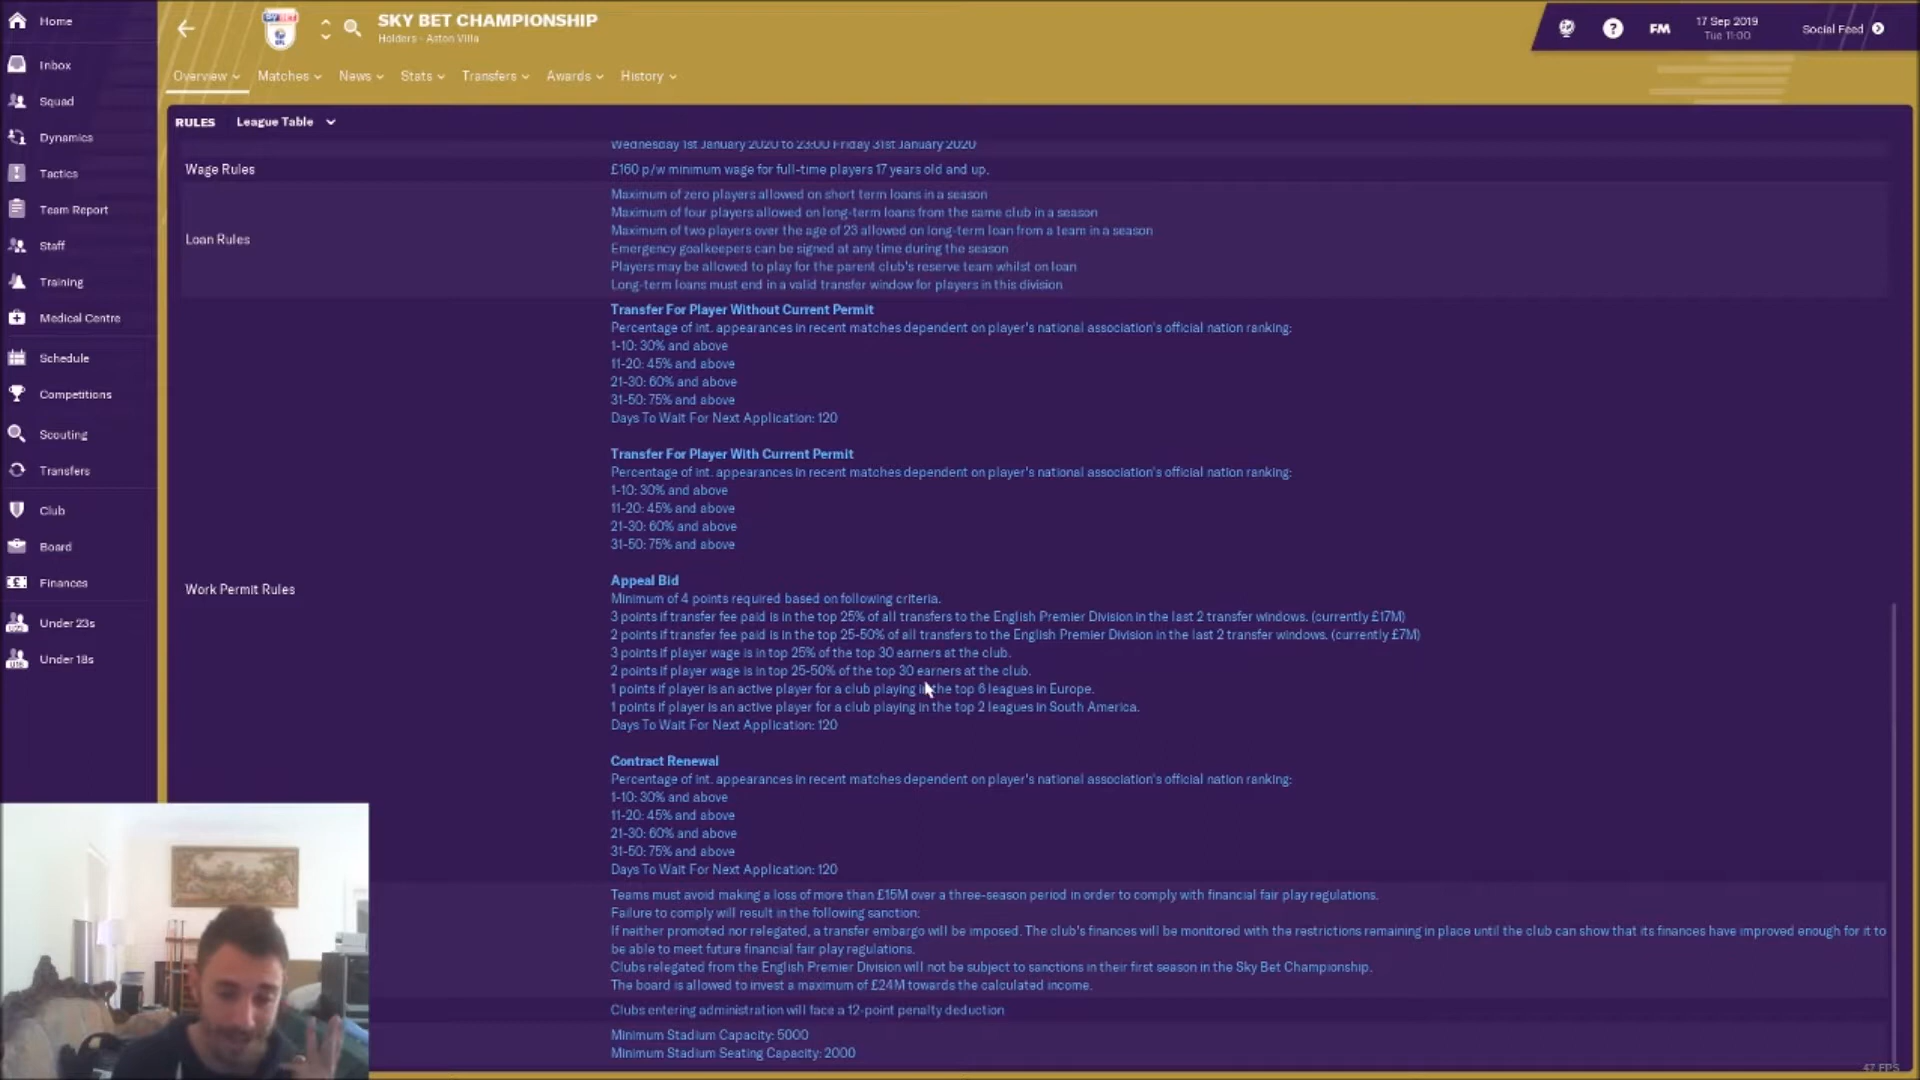 Home
Inbox
Squad
Dynamics
Tactics
Team Report
Staff
Training
Medical Centre
Schedule
Competitions
Scouting
Transfers
Club
Board
Finances
Under 23s
Under 18s
SKY BET CHAMPIONSHIP
Holders - Aston Villa
FM
17 Sep 2019
Tue 11:00
Social Feed
Overview
Matches
News
Stats
Transfers
Awards
History
RULES League Table
Wednesday 1st January 2020 to 23:00 Friday 31st January 2020
Wage Rules
£160 p/w minimum wage for full-time players 17 years old and up.
Loan Rules
Maximum of zero players allowed on short term loans in a season
Maximum of four players allowed on long-term loans from the same club in a season
Maximum of two players over the age of 23 allowed on long-term loan from a team in a season
Emergency goalkeepers can be signed at any time during the season
Players may be allowed to play for the parent club's reserve team whilst on loan
Long-term loans must end in a valid transfer window for players in this division
Work Permit Rules
Transfer For Player Without Current Permit
Percentage of int. appearances in recent matches dependent on player's national association's official nation ranking:
1-10: 30% and above
11-20: 45% and above
21-30: 60% and above
31-50: 75% and above
Days To Wait For Next Application: 120
Transfer For Player With Current Permit
Percentage of int. appearances in recent matches dependent on player's national association's official nation ranking:
1-10: 30% and above
11-20: 45% and above
21-30: 60% and above
31-50: 75% and above
Appeal Bid
Minimum of 4 points required based on following criteria.
3 points if transfer fee paid is in the top 25% of all transfers to the English Premier Division in the last 2 transfer windows. (currently £17M)
2 points if transfer fee paid is in the top 25-50% of all transfers to the English Premier Division in the last 2 transfer windows. (currently £7M)
3 points if player wage is in top 25% of the top 30 earners at the club.
2 points if player wage is in top 25-50% of the top 30 earners at the club.
1 points if player is an active player for a club playing in the top 6 leagues in Europe.
1 points if player is an active player for a club playing in the top 2 leagues in South America.
Days To Wait For Next Application: 120
Contract Renewal
Percentage of int. appearances in recent matches dependent on player's national association's official nation ranking:
1-10: 30% and above
11-20: 45% and above
21-30: 60% and above
31-50: 75% and above
Days To Wait For Next Application: 120
Teams must avoid making a loss of more than £15M over a three-season period in order to comply with financial fair play regulations.
Failure to comply will result in the following sanction:
If neither promoted nor relegated, a transfer embargo will be imposed. The club's finances will be monitored with the restrictions remaining in place until the club can show that its finances have improved enough for it to
be able to meet future financial fair play regulations.
Clubs relegated from the English Premier Division will not be subject to sanctions in their first season in the Sky Bet Championship.
The board is allowed to invest a maximum of £24M towards the calculated income.
Clubs entering administration will face a 12-point penalty deduction
Minimum Stadium Capacity: 5000
Minimum Stadium Seating Capacity: 2000
47 FPS